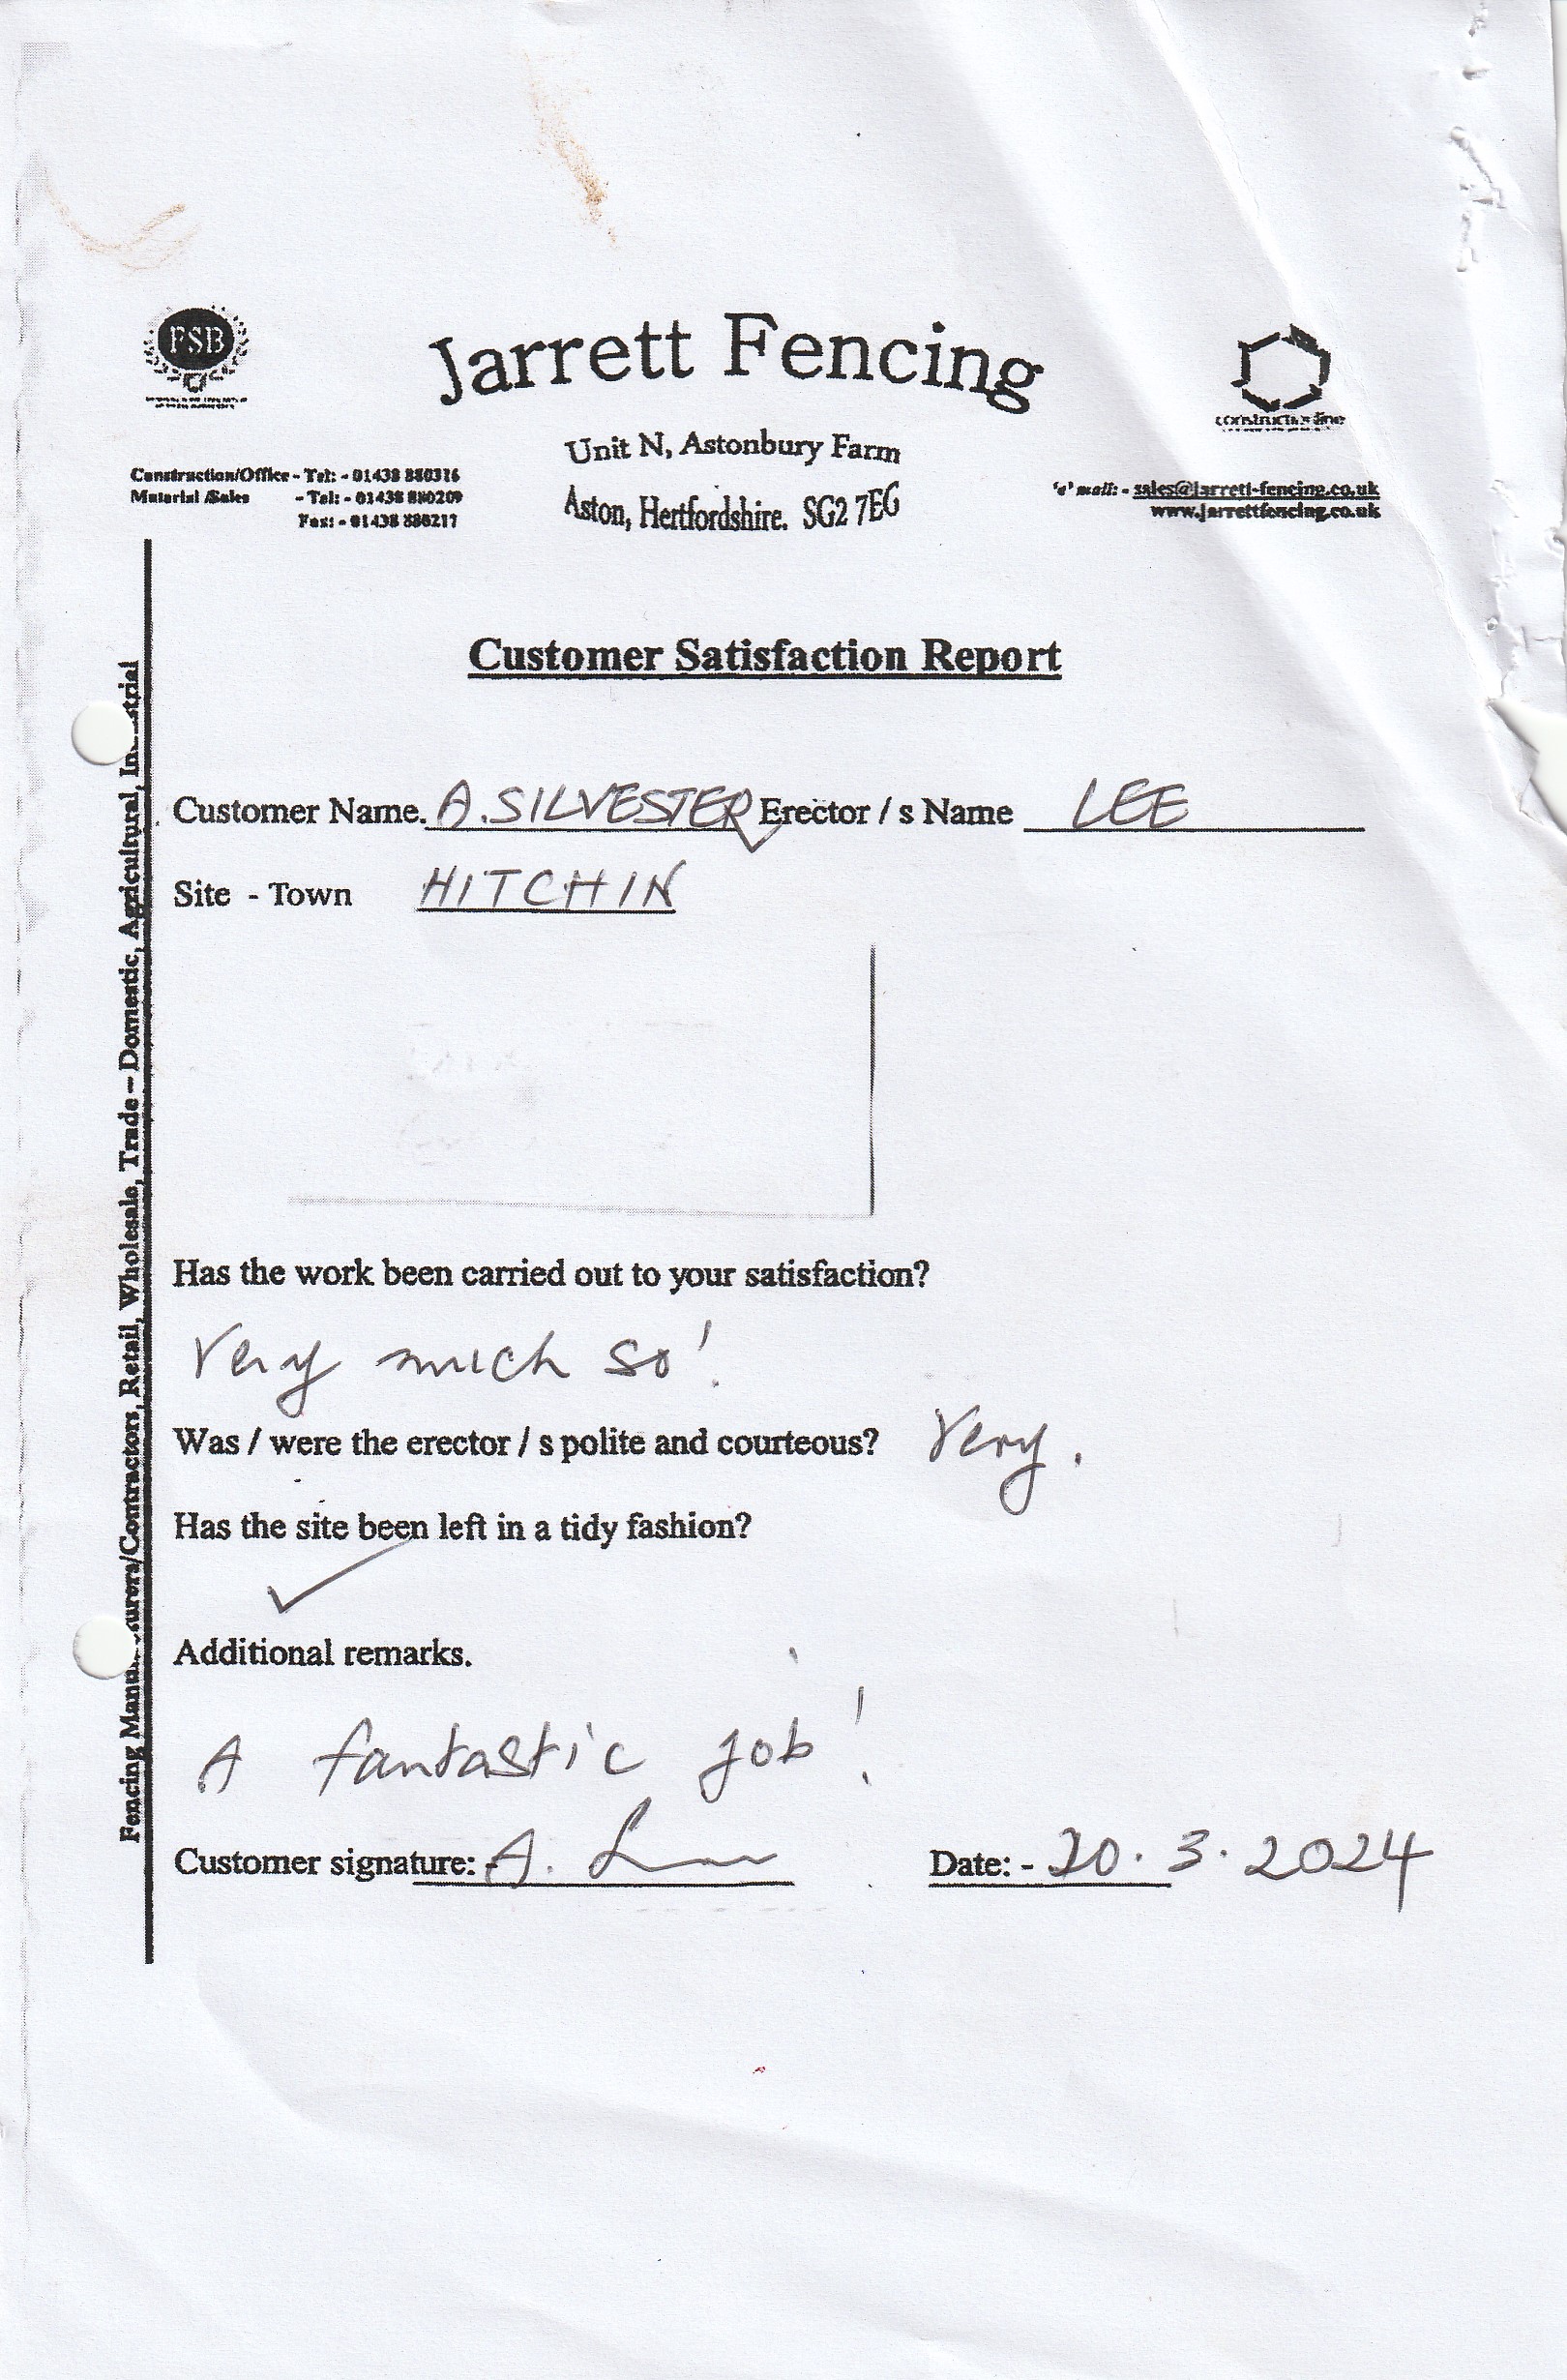 FSB
Jarrett Fencing
constructionline
Unit N, Astonbury Farm
Aston, Hertfordshire. SG2 7EG
Construction/Office - Tel: - 01438 880316
Material /Sales - Tel: - 01438 880209
Fax: - 01438 880217
'e' mail: - sales@jarrett-fencing.co.uk
www.jarrettfencing.co.uk
Customer Satisfaction Report
Customer Name. A.SILVESTER Erector / s Name LEE
Site - Town HITCHIN
Has the work been carried out to your satisfaction?
Very much so!
Was / were the erector / s polite and courteous? Very.
Has the site been left in a tidy fashion?
✓
Additional remarks.
A fantastic job!
Customer signature: A. Date: - 20.3.2024
Fencing Manufacturers/Contractors, Retail, Wholesale, Trade – Domestic, Agricultural, Industrial